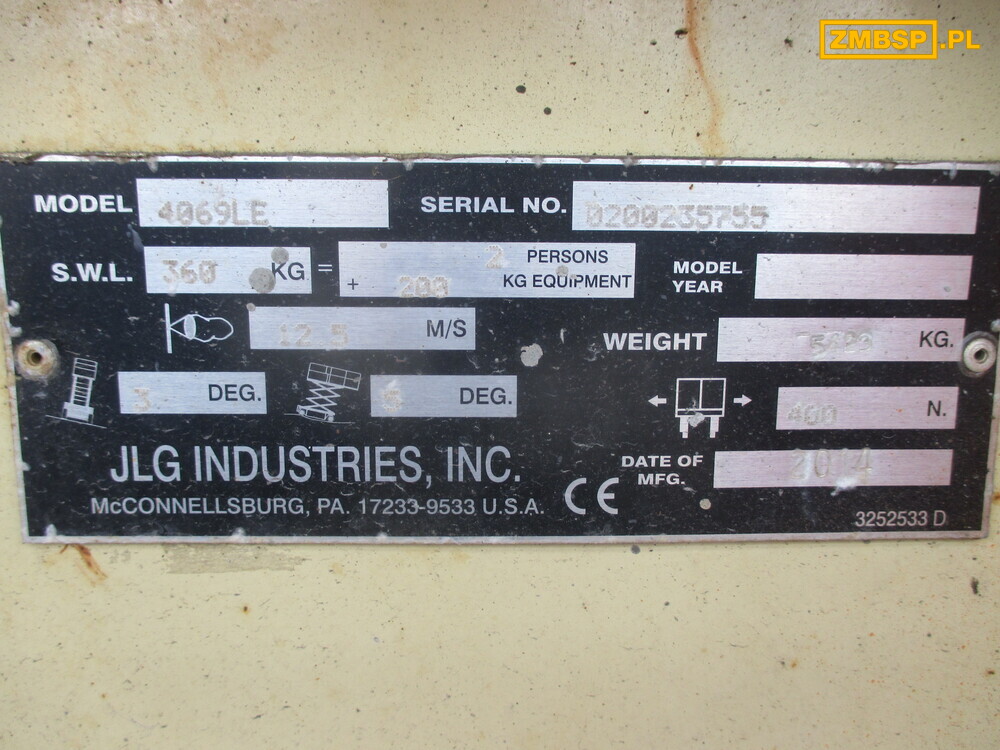 ZMBSP.PL
MODEL 4069LE SERIAL NO. 0200235755
S.W.L. 360 KG = 2 PERSONS
+ 200 KG EQUIPMENT
MODEL YEAR
12.5 M/S
WEIGHT KG.
3 DEG. 5 DEG.
400 N.
JLG INDUSTRIES, INC.
DATE OF MFG. 2014
McCONNELLSBURG, PA. 17233-9533 U.S.A. CE
3252533 D